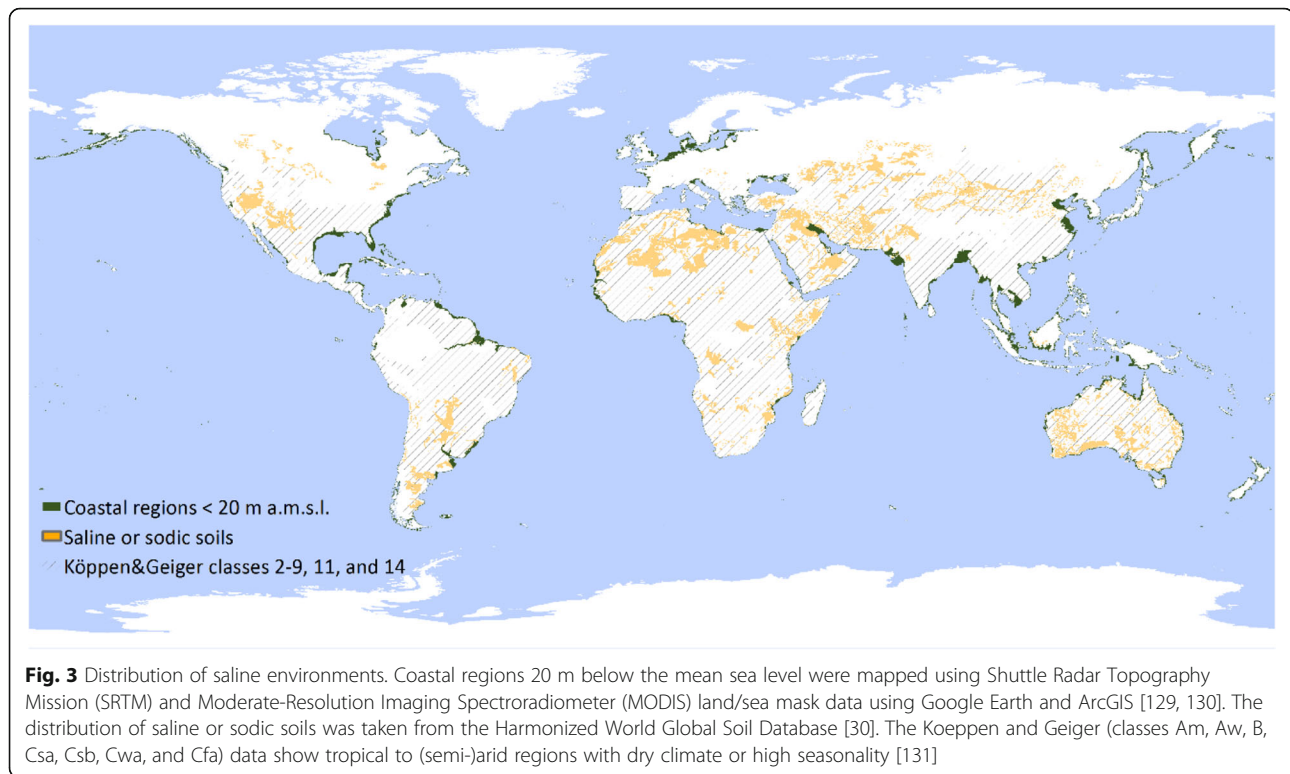 Coastal regions < 20 m a.m.s.l.
Saline or sodic soils
Köppen&Geiger classes 2-9, 11, and 14
Fig. 3 Distribution of saline environments. Coastal regions 20 m below the mean sea level were mapped using Shuttle Radar Topography
Mission (SRTM) and Moderate-Resolution Imaging Spectroradiometer (MODIS) land/sea mask data using Google Earth and ArcGIS [129, 130]. The
distribution of saline or sodic soils was taken from the Harmonized World Global Soil Database [30]. The Koeppen and Geiger (classes Am, Aw, B,
Csa, Csb, Cwa, and Cfa) data show tropical to (semi-)arid regions with dry climate or high seasonality [131]